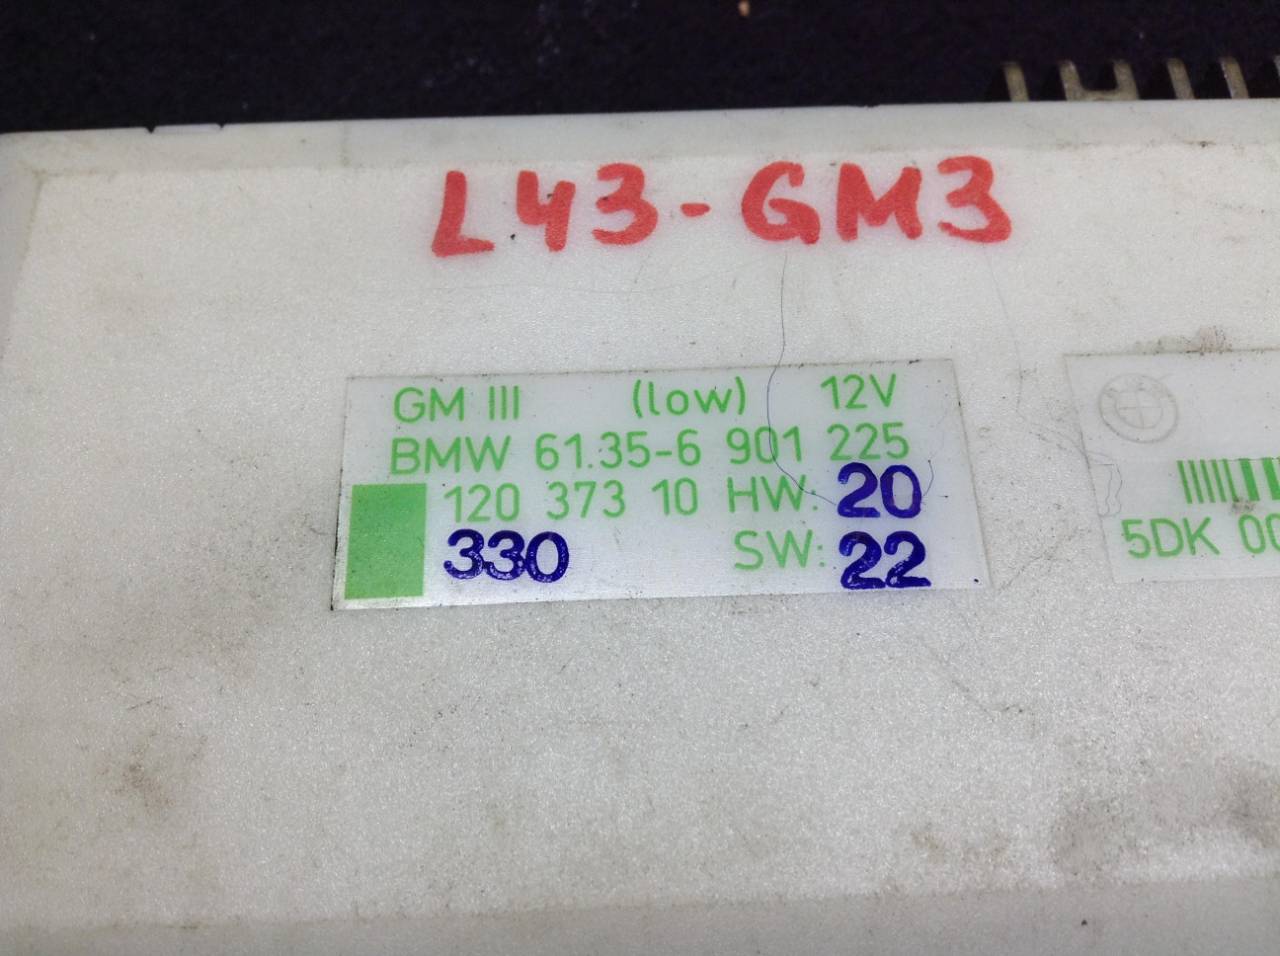 L43-GM3
GM III (low) 12V
BMW 61.35-6 901 225
120 373 10 HW: 20
330 SW: 22
5DK 00